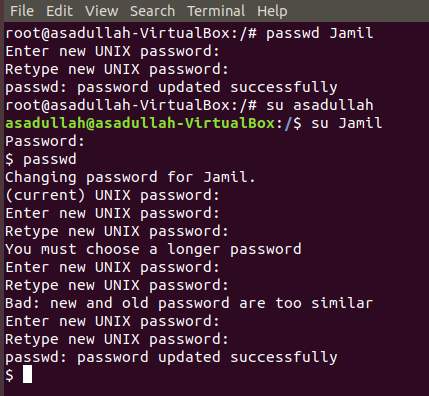 File Edit View Search Terminal Help
root@asadullah-VirtualBox:/# passwd Jamil
Enter new UNIX password:
Retype new UNIX password:
passwd: password updated successfully
root@asadullah-VirtualBox:/# su asadullah
asadullah@asadullah-VirtualBox:/$ su Jamil
Password:
$ passwd
Changing password for Jamil.
(current) UNIX password:
Enter new UNIX password:
Retype new UNIX password:
You must choose a longer password
Enter new UNIX password:
Retype new UNIX password:
Bad: new and old password are too similar
Enter new UNIX password:
Retype new UNIX password:
passwd: password updated successfully
$